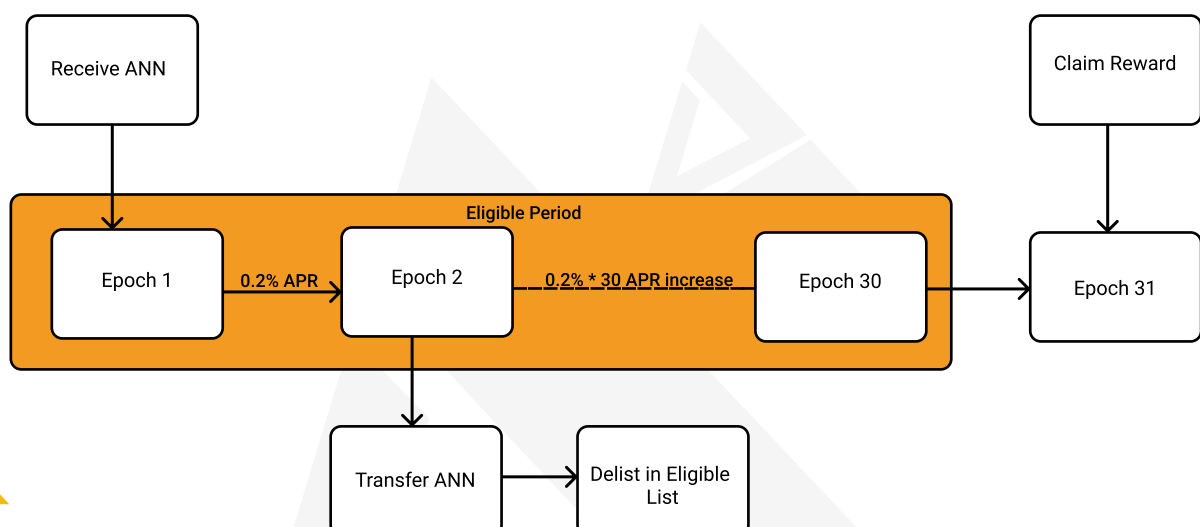 Receive ANN
Claim Reward
Eligible Period
Epoch 1
0.2% APR
Epoch 2
0.2% * 30 APR increase
Epoch 30
Epoch 31
Transfer ANN
Delist in Eligible
List